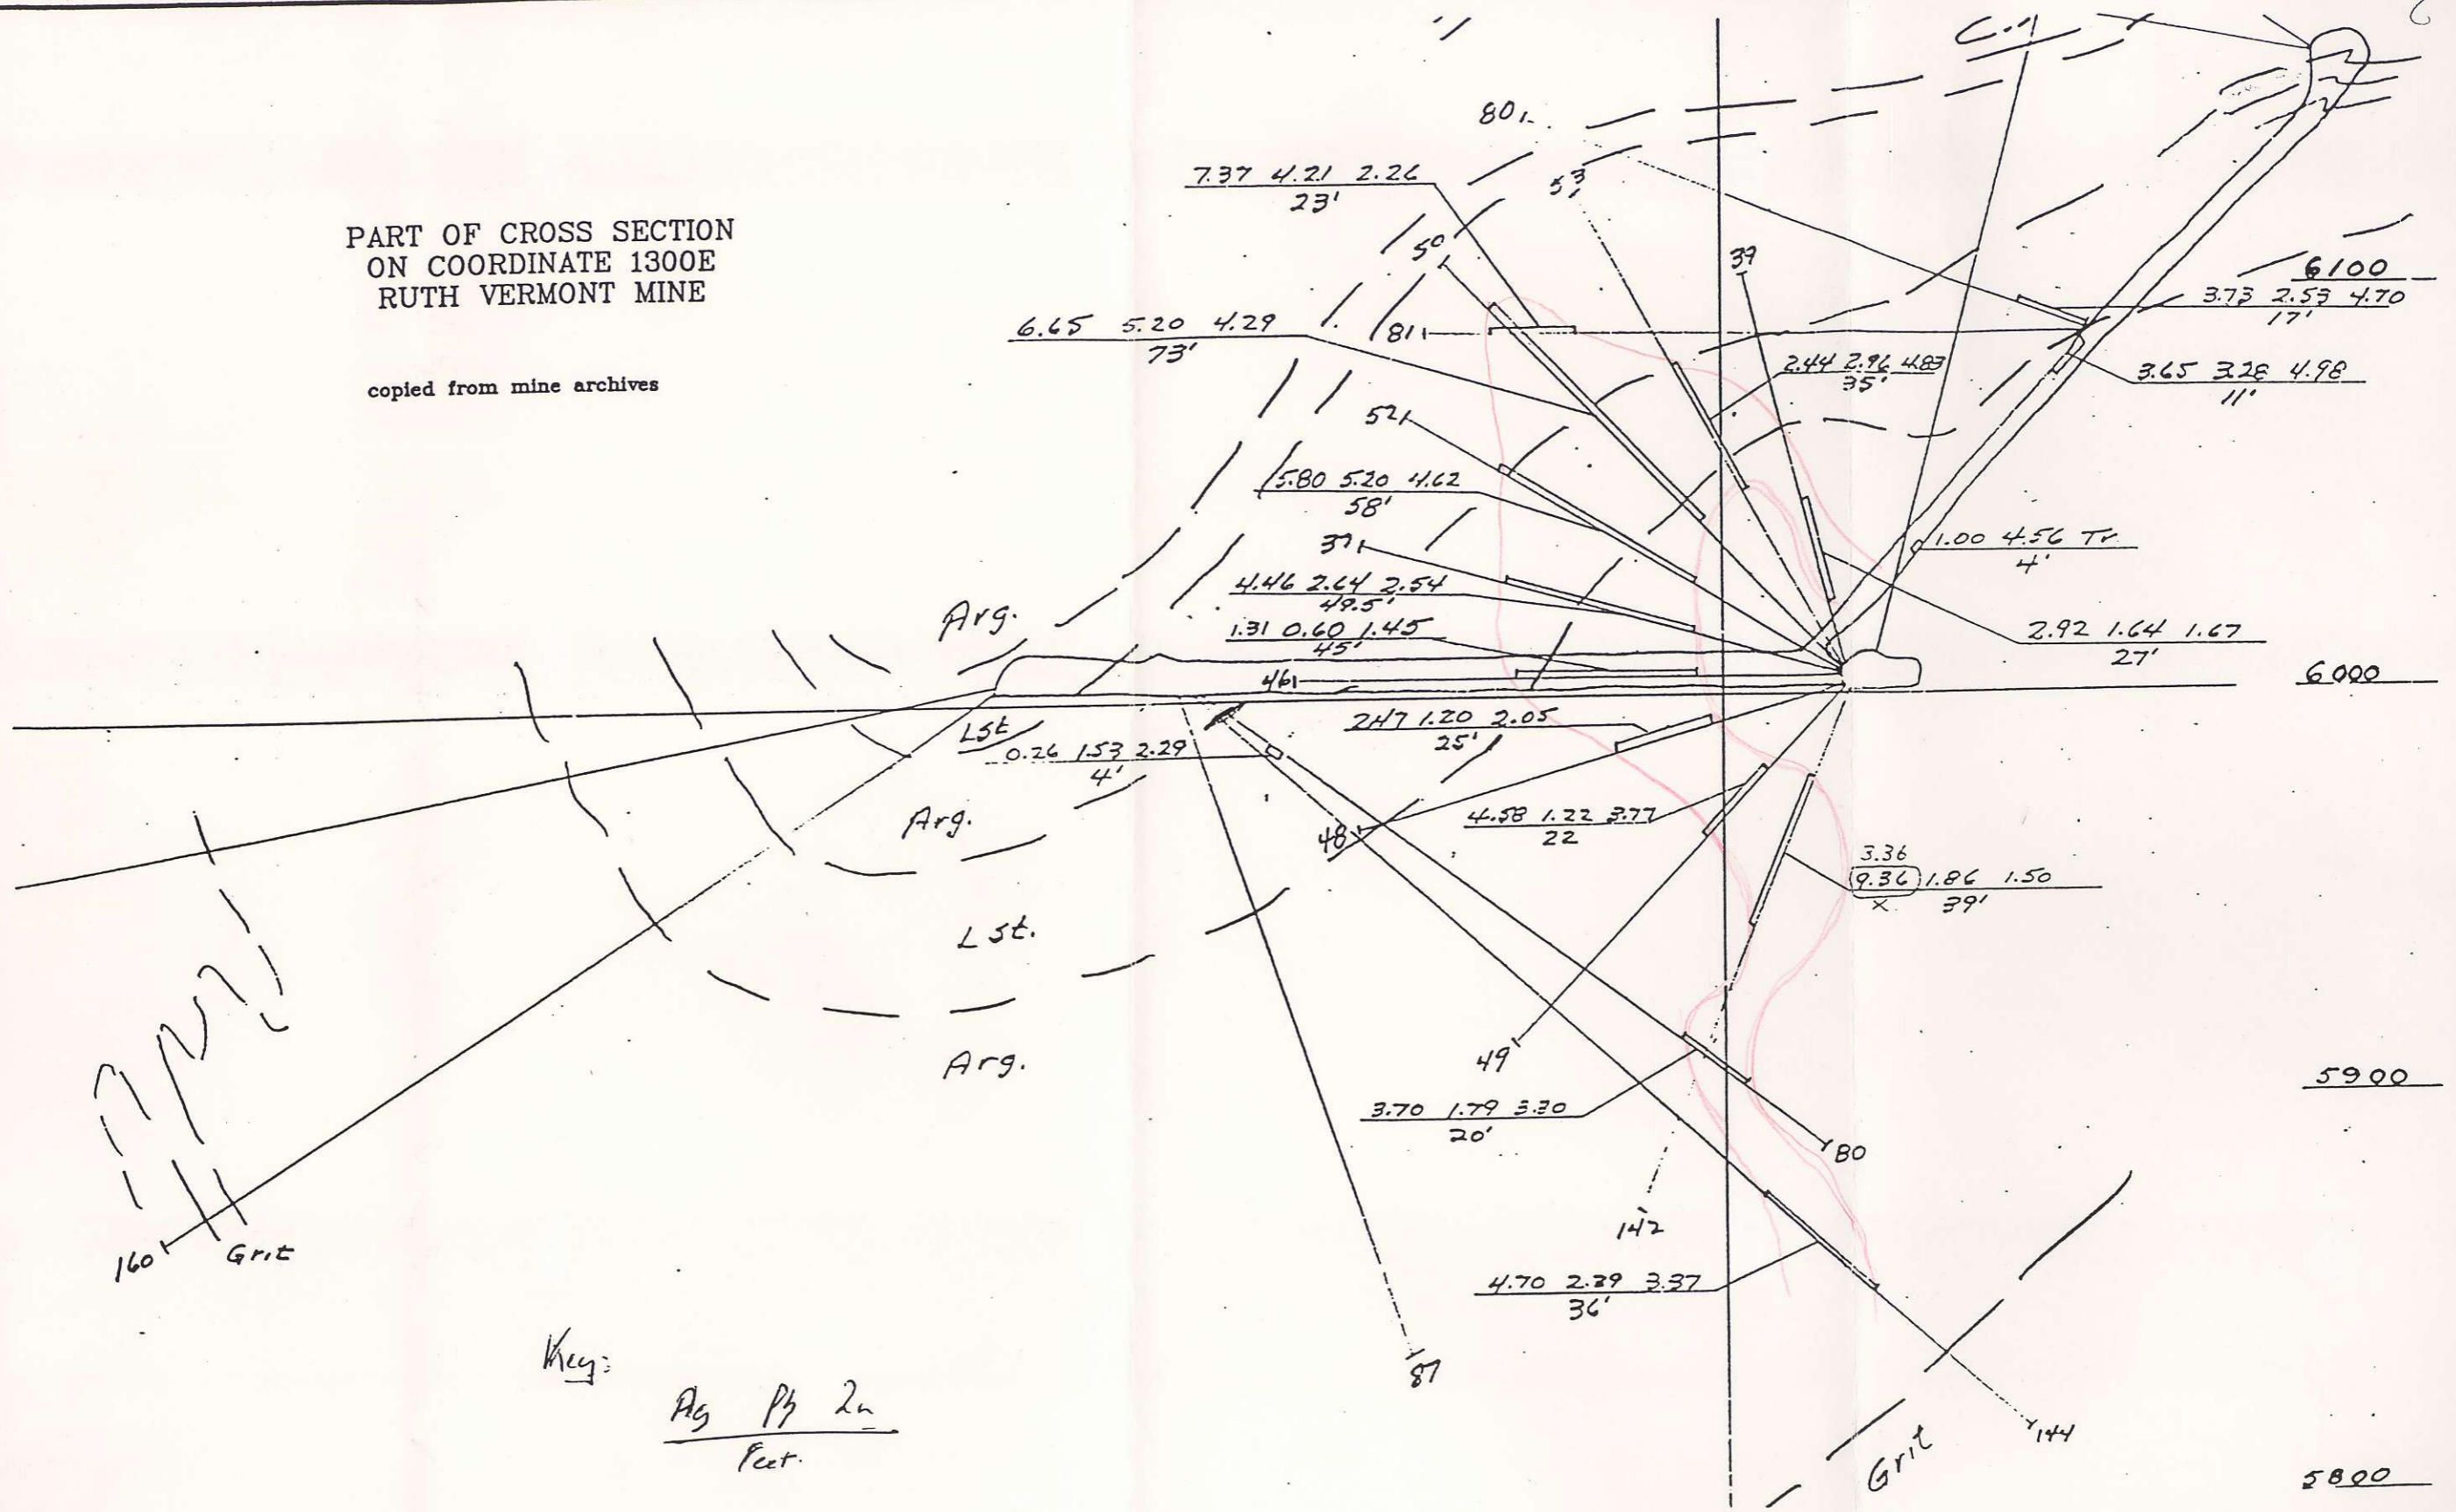 PART OF CROSS SECTION
ON COORDINATE 1300E
RUTH VERMONT MINE
copied from mine archives
80
53
7.37 4.21 2.26
23'
50
39
6100
3.73 2.53 4.70
17'
6.65 5.20 4.29
73'
81
2.44 2.96 4.83
35'
3.65 3.28 4.98
11'
52
5.80 5.20 4.62
58'
37
1.00 4.56 Tr.
4'
4.46 2.64 2.54
49.5'
Arg.
1.31 0.60 1.45
45'
2.92 1.64 1.67
27'
46
6000
Lst
0.26 1.53 2.29
4'
2.47 1.20 2.05
25'
Arg.
48
4.58 1.22 3.77
22
3.36
9.36 1.86 1.50
x 39'
Lst.
Arg.
49
5900
3.70 1.79 3.30
20'
80
142
160
Grit
4.70 2.39 3.37
36'
Key:
Ag Pb Zn
Feet.
87
144
Grit
5800